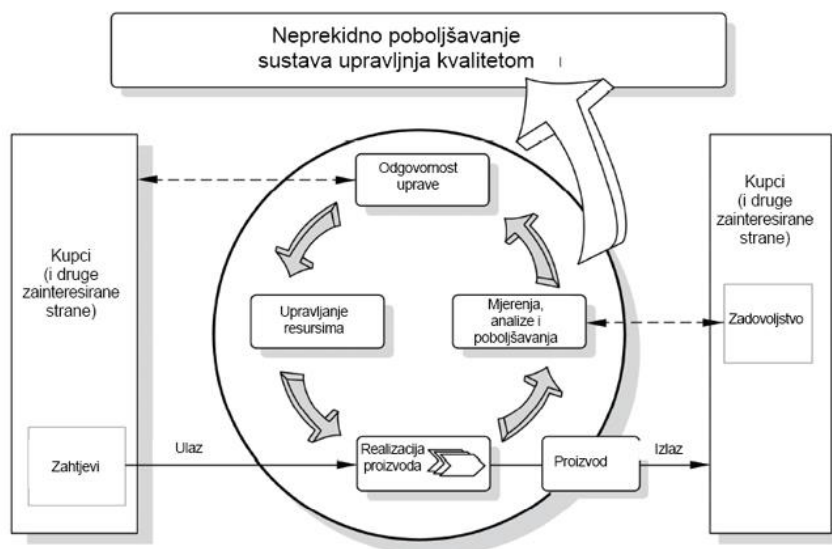 Neprekidno poboljšavanje
sustava upravljnja kvalitetom
Odgovornost
uprave
Kupci
(i druge
zainteresirane
strane)
Kupci
(i druge
zainteresirane
strane)
Upravljanje
resursima
Mjerenja,
analize i
poboljšavanja
Zadovoljstvo
Zahtjevi
Ulaz
Realizacija
proizvoda
Proizvod
Izlaz